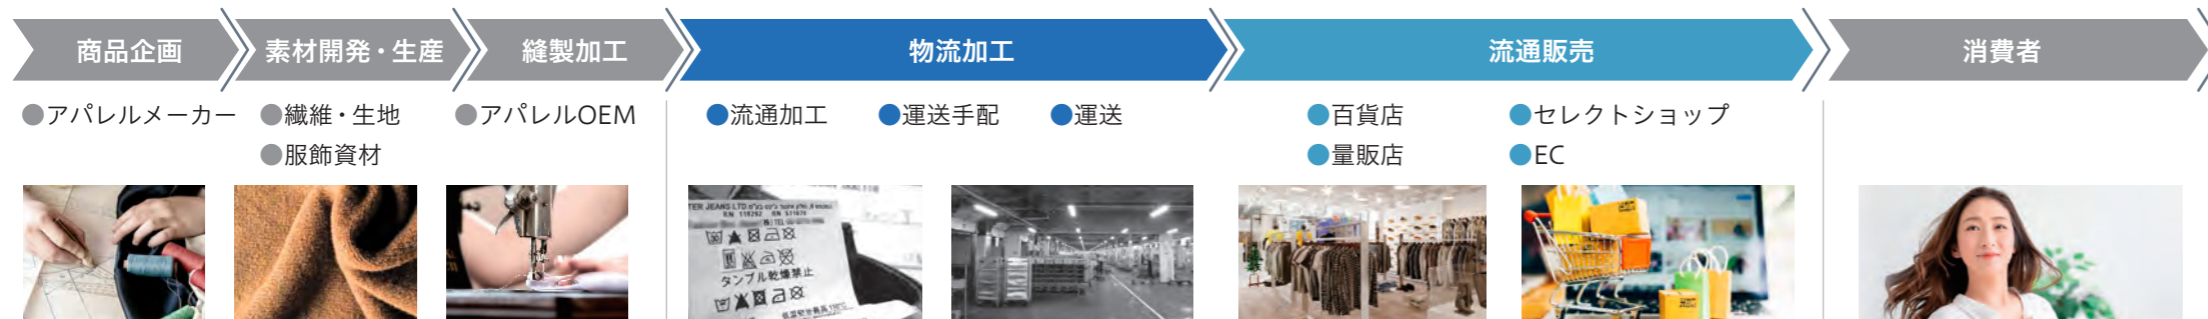 商品企画
素材開発・生産
縫製加工
物流加工
流通販売
消費者
●アパレルメーカー
●繊維・生地
●服飾資材
●アパレルOEM
●流通加工
●運送手配
●運送
●百貨店
●量販店
●セレクトショップ
●EC
TER JEANS LTD
タンブル乾燥禁止